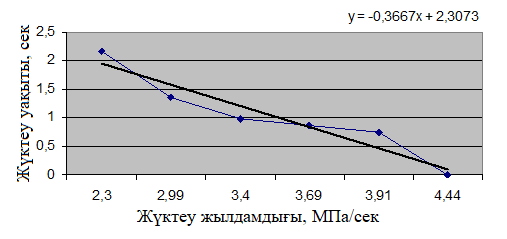 y = -0,3667x + 2,3073
Жүктеу уақыты, сек
2,5
2
1,5
1
0,5
0
2,3 2,99 3,4 3,69 3,91 4,44
Жүктеу жылдамдығы, МПа/сек